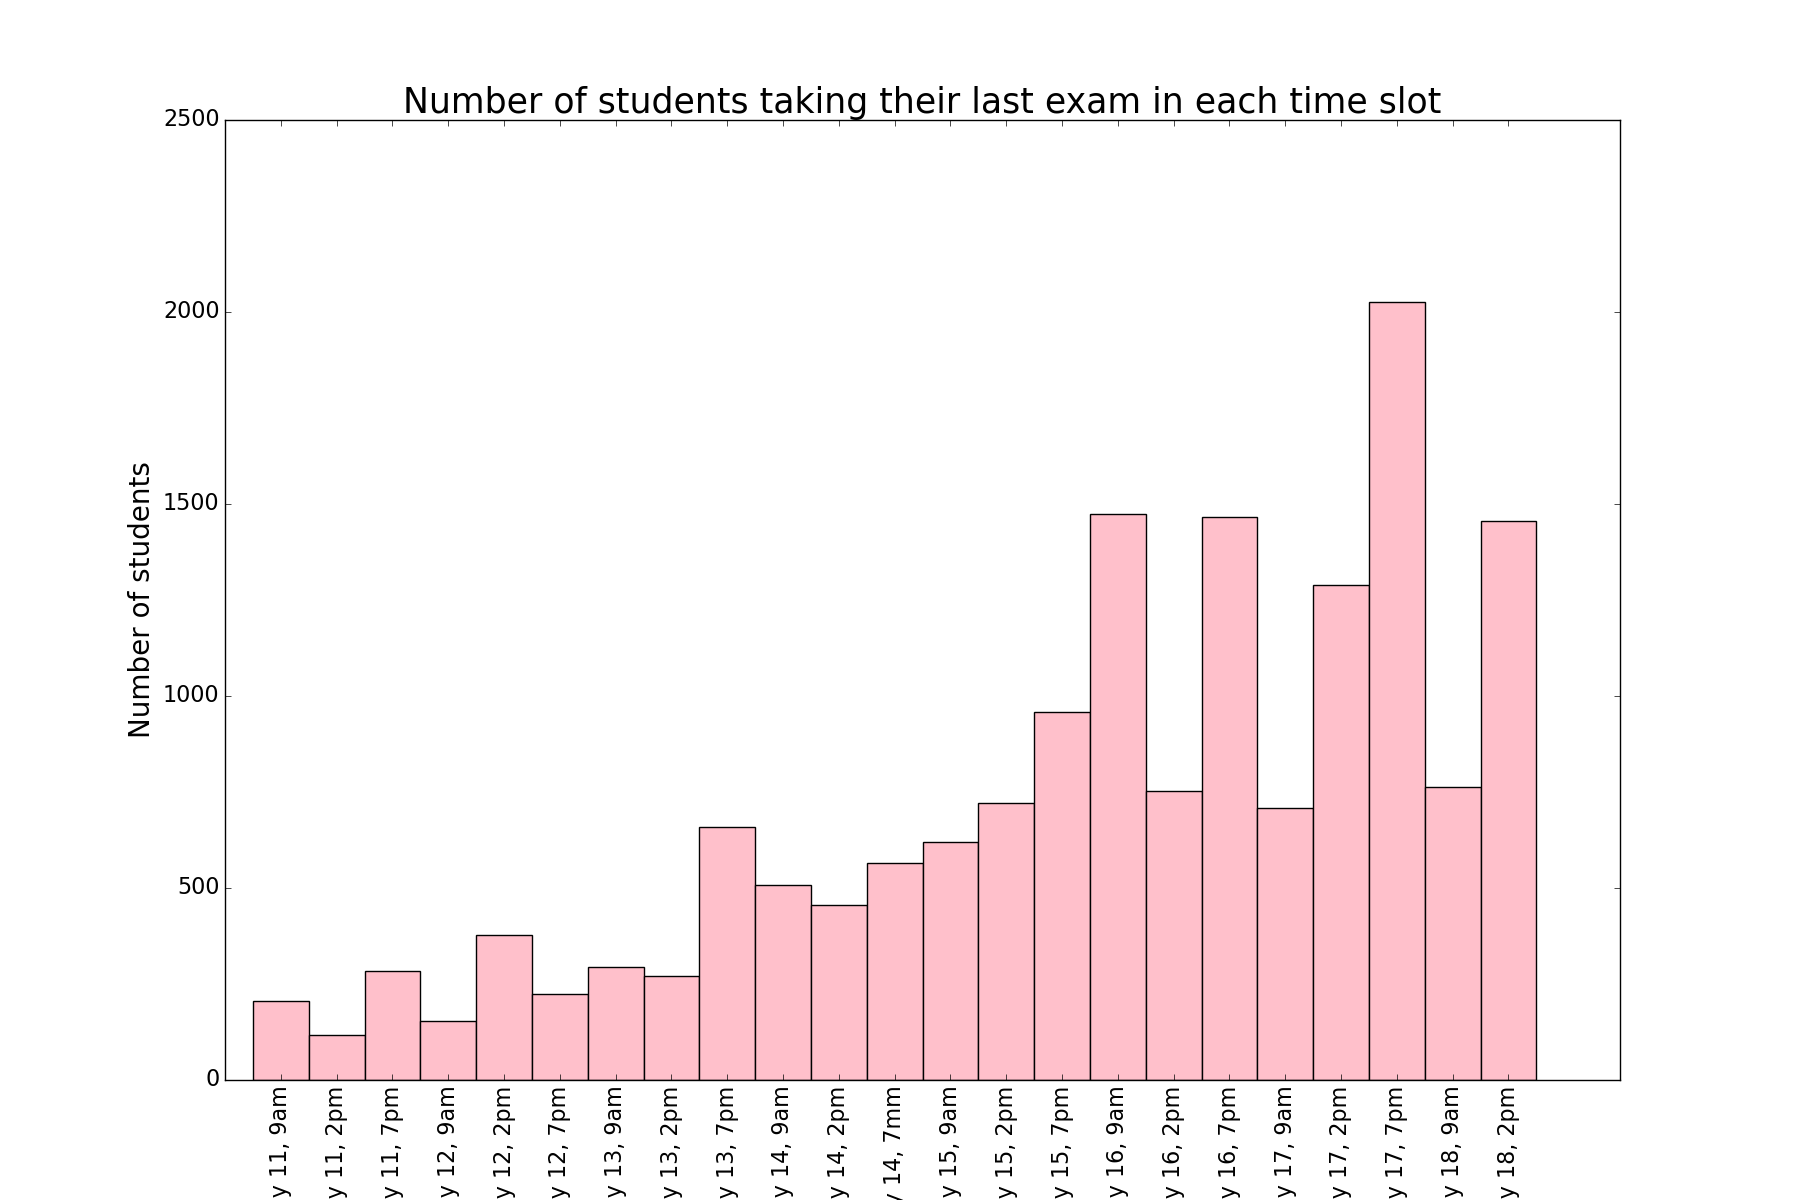 Number of students taking their last exam in each time slot
Number of students
2500
2000
1500
1000
500
0
y 11, 9am
y 11, 2pm
y 11, 7pm
y 12, 9am
y 12, 2pm
y 12, 7pm
y 13, 9am
y 13, 2pm
y 13, 7pm
y 14, 9am
y 14, 2pm
y 14, 7mm
y 15, 9am
y 15, 2pm
y 15, 7pm
y 16, 9am
y 16, 2pm
y 16, 7pm
y 17, 9am
y 17, 2pm
y 17, 7pm
y 18, 9am
y 18, 2pm